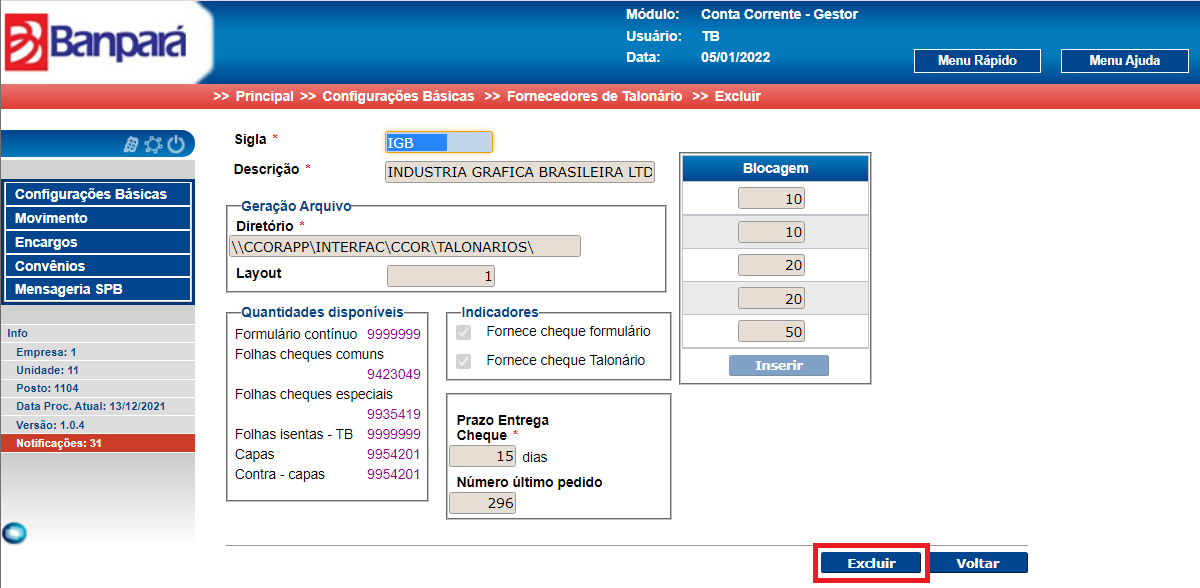 Banpará
Módulo: Conta Corrente - Gestor
Usuário: TB
Data: 05/01/2022
Menu Rápido
Menu Ajuda
>> Principal >> Configurações Básicas >> Fornecedores de Talonário >> Excluir
Configurações Básicas
Movimento
Encargos
Convênios
Mensageria SPB
Info
Empresa: 1
Unidade: 11
Posto: 1104
Data Proc. Atual: 13/12/2021
Versão: 1.0.4
Notificações: 31
Sigla * IGB
Descrição * INDUSTRIA GRAFICA BRASILEIRA LTD
Geração Arquivo
Diretório *
\\CCORAPP\INTERFAC\CCOR\TALONARIOS\
Layout 1
Quantidades disponíveis
Formulário contínuo 9999999
Folhas cheques comuns
9423049
Folhas cheques especiais
9935419
Folhas isentas - TB 9999999
Capas 9954201
Contra - capas 9954201
Indicadores
Fornece cheque formulário
Fornece cheque Talonário
Prazo Entrega
Cheque *
15 dias
Número último pedido
296
Blocagem
10
10
20
20
50
Inserir
Excluir
Voltar